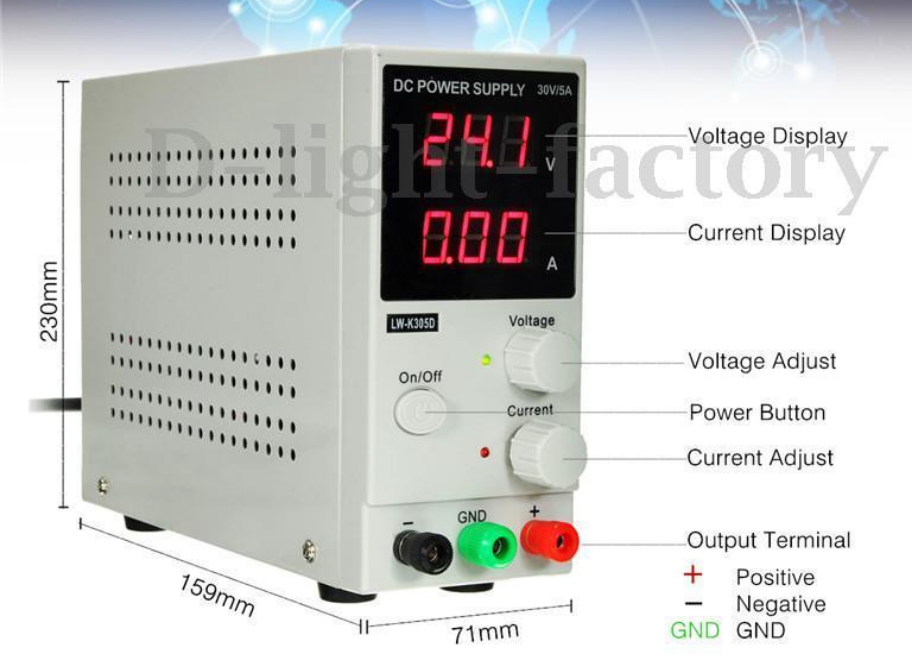 DC POWER SUPPLY 30V/5A
24.1 V
Voltage Display
D-light-factory
0.00 A
Current Display
230mm
LW-K305D
Voltage
Voltage Adjust
On/Off
Current
Power Button
Current Adjust
− GND +
Output Terminal
+ Positive
− Negative
GND GND
159mm
71mm